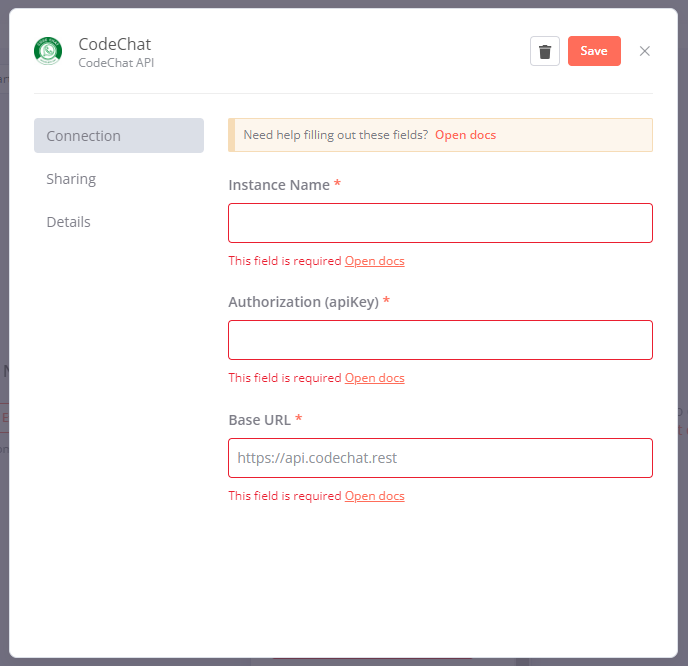 CodeChat
CodeChat API
Save
Connection
Sharing
Details
Need help filling out these fields? Open docs
Instance Name *
This field is required Open docs
Authorization (apiKey) *
This field is required Open docs
Base URL *
https://api.codechat.rest
This field is required Open docs